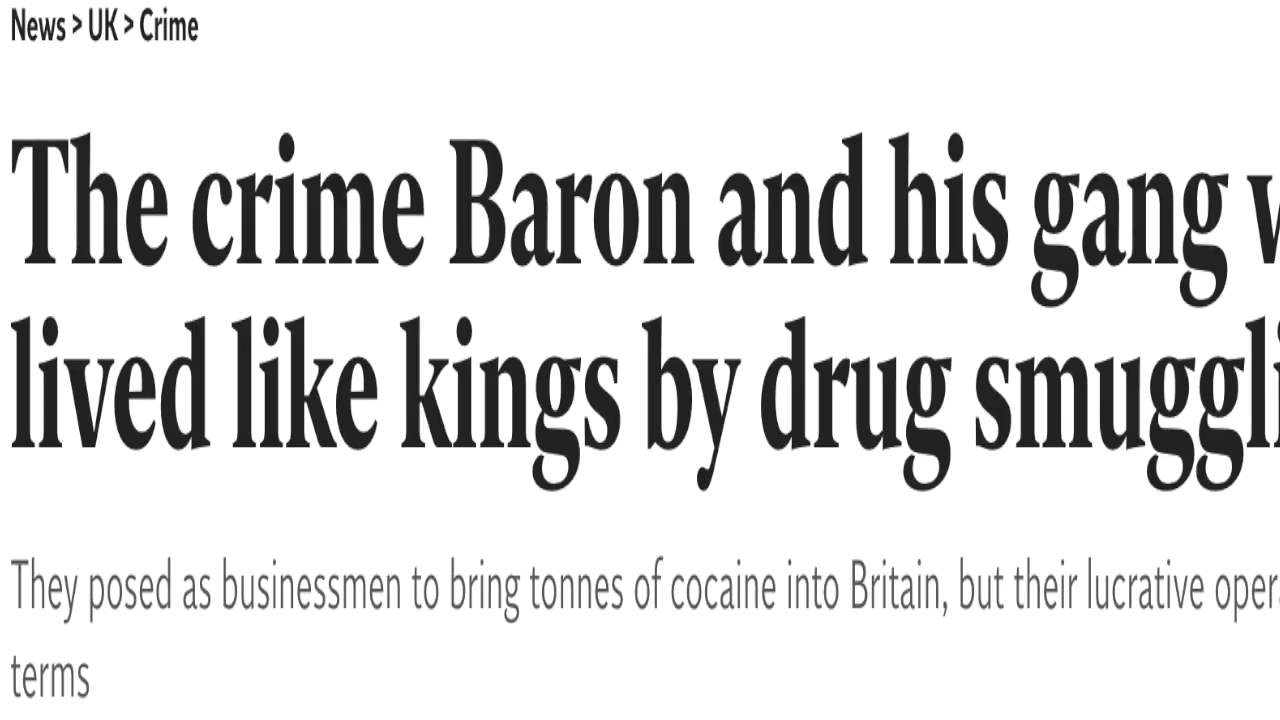 News > UK > Crime
The crime Baron and his gang
lived like kings by drug
They posed as businessmen to bring tonnes of cocaine into Britain, but their lucrative
terms